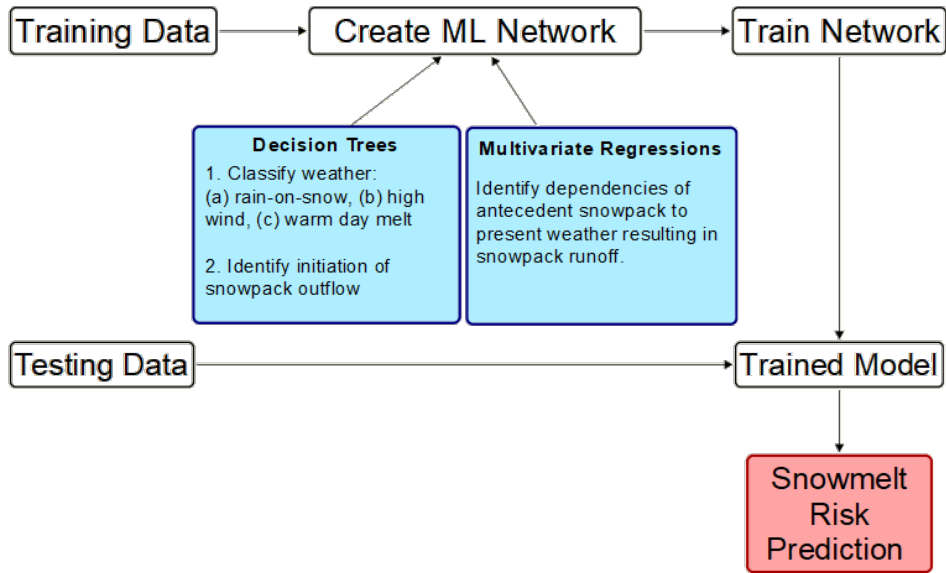 Training Data
Create ML Network
Train Network
Decision Trees
1. Classify weather:
(a) rain-on-snow, (b) high
wind, (c) warm day melt
2. Identify initiation of
snowpack outflow
Multivariate Regressions
Identify dependencies of
antecedent snowpack to
present weather resulting in
snowpack runoff.
Testing Data
Trained Model
Snowmelt
Risk
Prediction